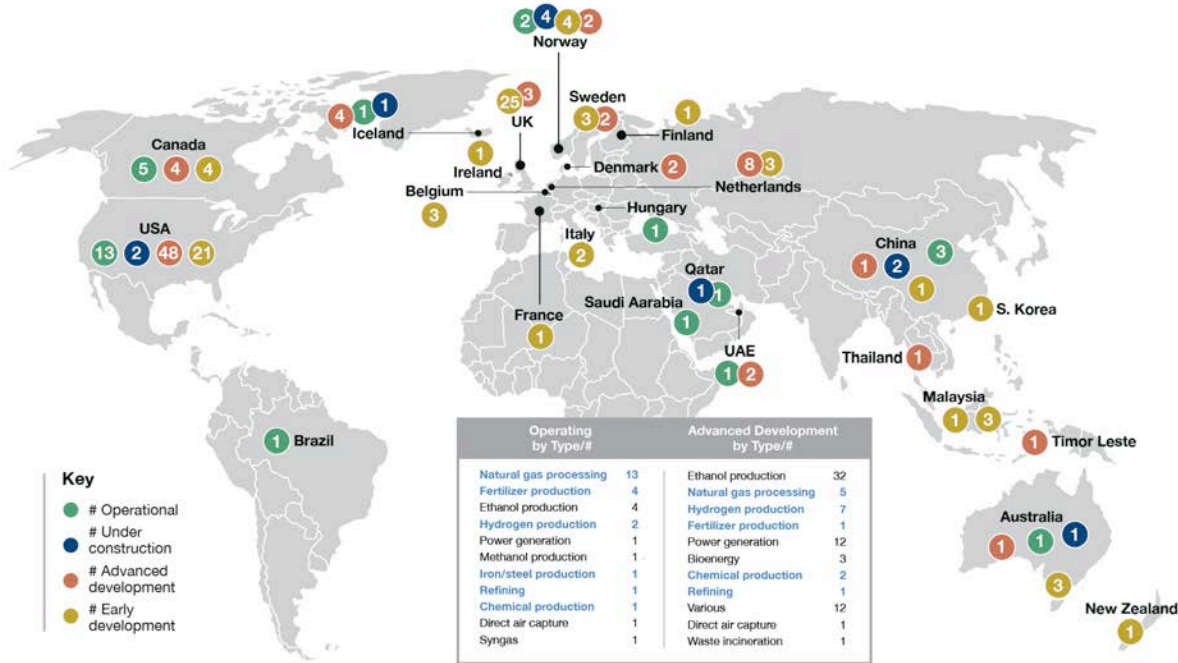 2 4 4 2
Norway
4 1 1
Iceland
25 3
UK
Sweden
3 2
1
Finland
Canada
5 4 4
1
Ireland
Denmark 2
8 3
Netherlands
Belgium
3
Hungary
1
USA
13 2 48 21
Italy
2
China
3
1 2
1
Qatar
1 1
Saudi Aarabia
1
France
1
1 S. Korea
UAE
1 2
Thailand 1
Malaysia
1 3
1 Brazil
1 Timor Leste
Australia
1 1 1
3
New Zealand
1
Key
# Operational
# Under
construction
# Advanced
development
# Early
development
Operating
by Type/#
Natural gas processing 13
Fertilizer production 4
Ethanol production 4
Hydrogen production 2
Power generation 1
Methanol production 1
Iron/steel production 1
Refining 1
Chemical production 1
Direct air capture 1
Syngas 1
Advanced Development
by Type/#
Ethanol production 32
Natural gas processing 5
Hydrogen production 7
Fertilizer production 1
Power generation 12
Bioenergy 3
Chemical production 2
Refining 1
Various 12
Direct air capture 1
Waste incineration 1